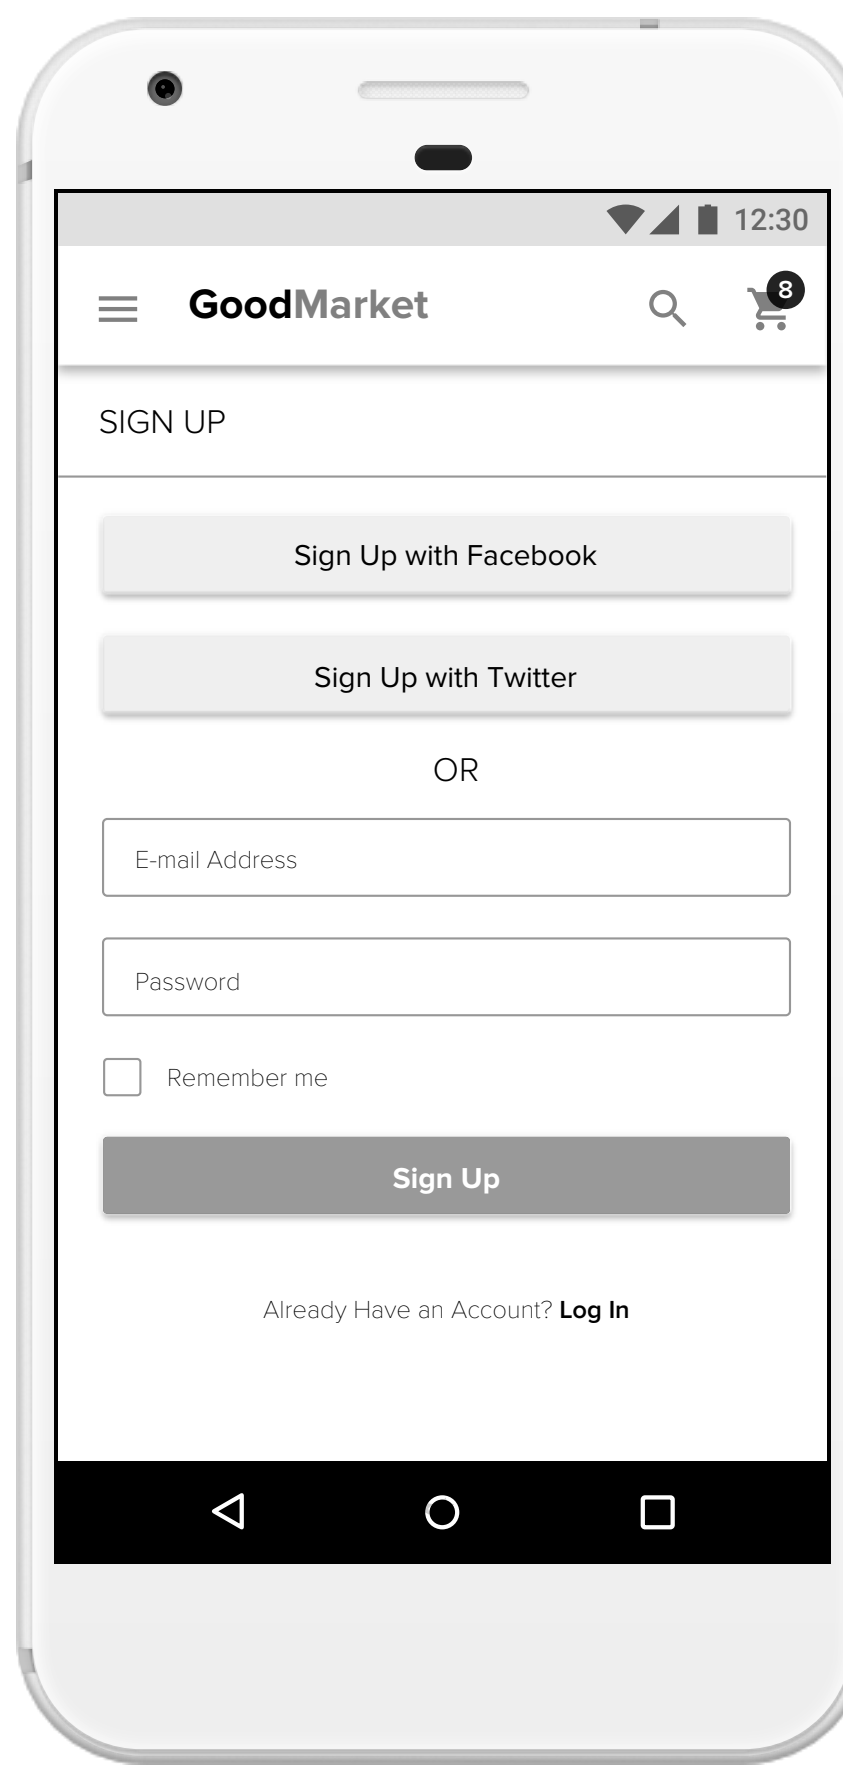 12:30
GoodMarket
8
SIGN UP
Sign Up with Facebook
Sign Up with Twitter
OR
E-mail Address
Password
Remember me
Sign Up
Already Have an Account? Log In